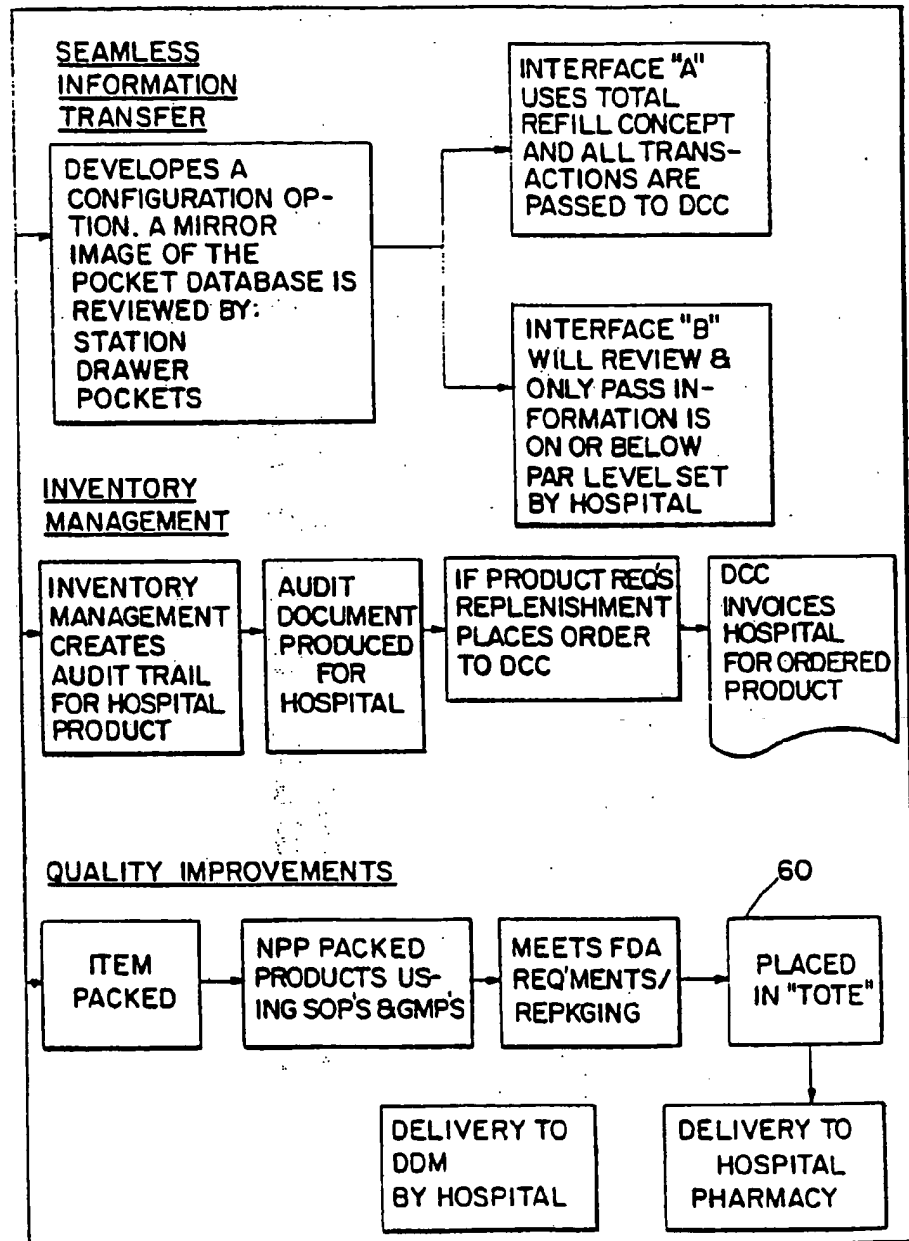 SEAMLESS
INFORMATION
TRANSFER
DEVELOPES A
CONFIGURATION OP-
TION. A MIRROR
IMAGE OF THE
POCKET DATABASE IS
REVIEWED BY:
STATION
DRAWER
POCKETS
INTERFACE "A"
USES TOTAL
REFILL CONCEPT
AND ALL TRANS-
ACTIONS ARE
PASSED TO DCC
INTERFACE "B"
WILL REVIEW &
ONLY PASS IN-
FORMATION IS
ON OR BELOW
PAR LEVEL SET
BY HOSPITAL
INVENTORY
MANAGEMENT
INVENTORY
MANAGEMENT
CREATES
AUDIT TRAIL
FOR HOSPITAL
PRODUCT
AUDIT
DOCUMENT
PRODUCED
FOR
HOSPITAL
IF PRODUCT REQ'S
REPLENISHMENT
PLACES ORDER
TO DCC
DCC
INVOICES
HOSPITAL
FOR ORDERED
PRODUCT
QUALITY IMPROVEMENTS
60
ITEM
PACKED
NPP PACKED
PRODUCTS US-
ING SOP'S &GMP'S
MEETS FDA
REQ'MENTS/
REPKGING
PLACED
IN "TOTE"
DELIVERY TO
DDM
BY HOSPITAL
DELIVERY TO
HOSPITAL
PHARMACY